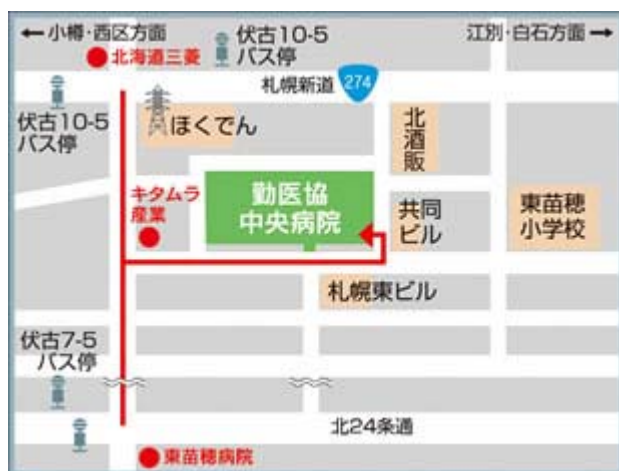 ←小樽・西区方面
伏古10-5
バス停
江別・白石方面→
北海道三菱
札幌新道
274
伏古10-5
バス停
ほくでん
北酒販
キタムラ
産業
勤医協
中央病院
共同
ビル
東苗穂
小学校
札幌東ビル
伏古7-5
バス停
北24条通
東苗穂病院